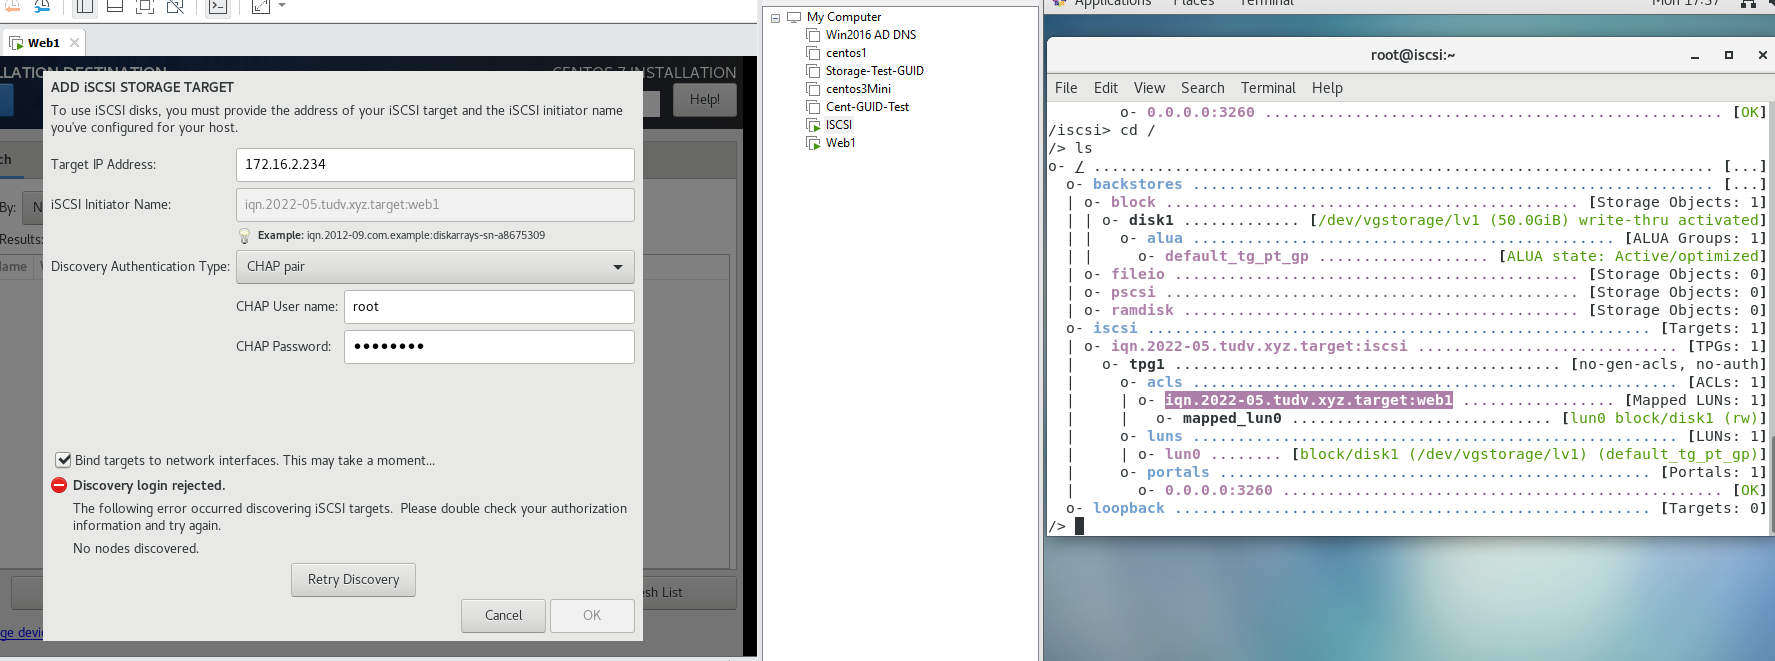 Web1
LLATION DESTINATION
CENTOS 7 INSTALLATION
Help!
ADD iSCSI STORAGE TARGET
To use iSCSI disks, you must provide the address of your iSCSI target and the iSCSI initiator name
you've configured for your host.
Target IP Address:
172.16.2.234
iSCSI Initiator Name:
iqn.2022-05.tudv.xyz.target:web1
Example: iqn.2012-09.com.example:diskarrays-sn-a8675309
Discovery Authentication Type:
CHAP pair
CHAP User name:
root
CHAP Password:
●●●●●●●●
Bind targets to network interfaces. This may take a moment...
Discovery login rejected.
The following error occurred discovering iSCSI targets.  Please double check your authorization
information and try again.
No nodes discovered.
Retry Discovery
Cancel
OK
ch
By:
N
Results:
ame
esh List
ge devi
My Computer
Win2016 AD DNS
centos1
Storage-Test-GUID
centos3Mini
Cent-GUID-Test
ISCSI
Web1
Applications
Places
Terminal
Mon 17:37
root@iscsi:~
File Edit View Search Terminal Help
o- 0.0.0.0:3260 ................................................... [OK]
/iscsi> cd /
/> ls
o- / ..................................................................... [...]
o- backstores .......................................................... [...]
| o- block .............................................. [Storage Objects: 1]
| | o- disk1 ............. [/dev/vgstorage/lv1 (50.0GiB) write-thru activated]
| |   o- alua ................................................ [ALUA Groups: 1]
| |     o- default_tg_pt_gp ................... [ALUA state: Active/optimized]
| o- fileio ............................................. [Storage Objects: 0]
| o- pscsi .............................................. [Storage Objects: 0]
| o- ramdisk ............................................ [Storage Objects: 0]
o- iscsi ........................................................ [Targets: 1]
| o- iqn.2022-05.tudv.xyz.target:iscsi ............................. [TPGs: 1]
|   o- tpg1 ........................................... [no-gen-acls, no-auth]
|     o- acls ...................................................... [ACLs: 1]
|     | o- iqn.2022-05.tudv.xyz.target:web1 ................. [Mapped LUNs: 1]
|     |   o- mapped_lun0 ............................. [lun0 block/disk1 (rw)]
|     o- luns ...................................................... [LUNs: 1]
|     | o- lun0 ........ [block/disk1 (/dev/vgstorage/lv1) (default_tg_pt_gp)]
|     o- portals ................................................ [Portals: 1]
|       o- 0.0.0.0:3260 ................................................. [OK]
o- loopback ..................................................... [Targets: 0]
/>